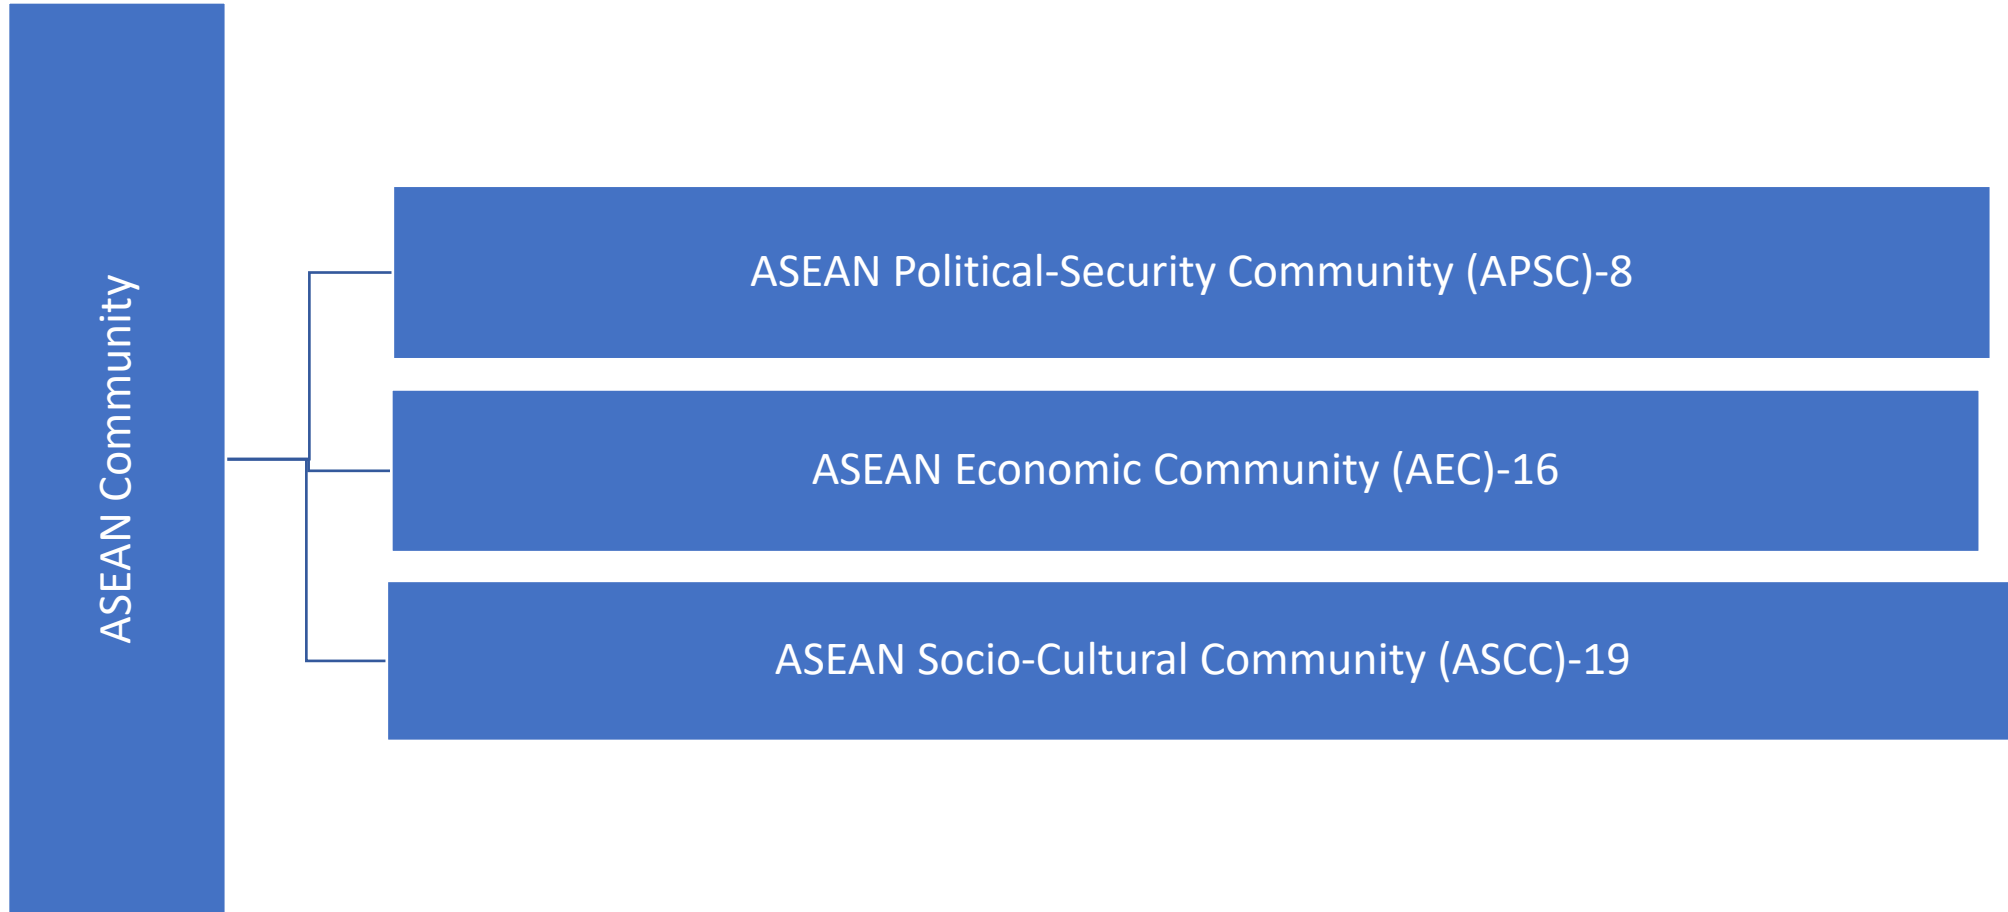 ASEAN Community
ASEAN Political-Security Community (APSC)-8
ASEAN Economic Community (AEC)-16
ASEAN Socio-Cultural Community (ASCC)-19